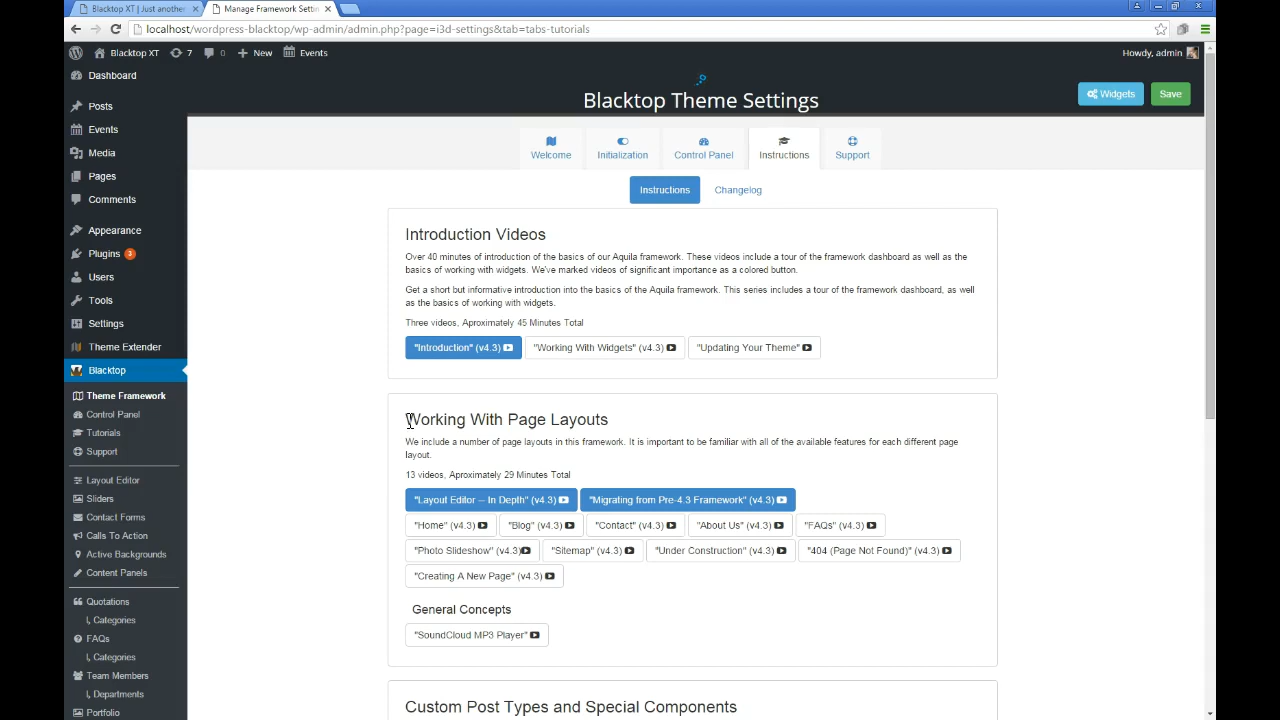 Blacktop XT | Just another
Manage Framework Settin
localhost/wordpress-blacktop/wp-admin/admin.php?page=i3d-settings&tab=tabs-tutorials
Blacktop XT 7 0 New Events Howdy, admin
Dashboard
Posts
Events
Media
Pages
Comments
Appearance
Plugins 3
Users
Tools
Settings
Theme Extender
Blacktop
Theme Framework
Control Panel
Tutorials
Support
Layout Editor
Sliders
Contact Forms
Calls To Action
Active Backgrounds
Content Panels
Quotations
Categories
FAQs
Categories
Team Members
Departments
Portfolio
Blacktop Theme Settings
Widgets Save
Welcome Initialization Control Panel Instructions Support
Instructions Changelog
Introduction Videos
Over 40 minutes of introduction of the basics of our Aquila framework. These videos include a tour of the framework dashboard as well as the
basics of working with widgets. We've marked videos of significant importance as a colored button.
Get a short but informative introduction into the basics of the Aquila framework. This series includes a tour of the framework dashboard, as well
as the basics of working with widgets.
Three videos, Aproximately 45 Minutes Total
"Introduction" (v4.3) "Working With Widgets" (v4.3) "Updating Your Theme"
Working With Page Layouts
We include a number of page layouts in this framework. It is important to be familiar with all of the available features for each different page
layout.
13 videos, Aproximately 29 Minutes Total
"Layout Editor -- In Depth" (v4.3) "Migrating from Pre-4.3 Framework" (v4.3)
"Home" (v4.3) "Blog" (v4.3) "Contact" (v4.3) "About Us" (v4.3) "FAQs" (v4.3)
"Photo Slideshow" (v4.3) "Sitemap" (v4.3) "Under Construction" (v4.3) "404 (Page Not Found)" (v4.3)
"Creating A New Page" (v4.3)
General Concepts
"SoundCloud MP3 Player"
Custom Post Types and Special Components